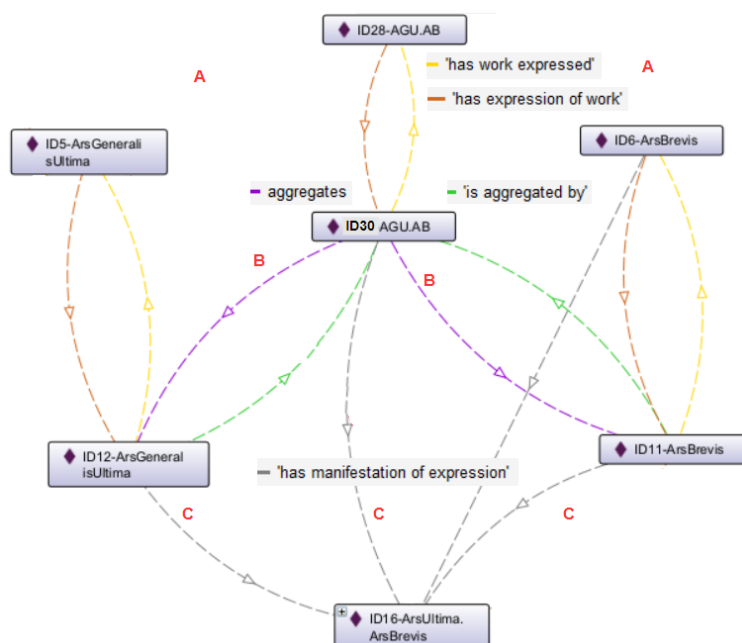 ID28-AGU.AB
A
'has work expressed'
A
'has expression of work'
ID5-ArsGenerali
sUltima
ID6-ArsBrevis
aggregates
'is aggregated by'
ID30 AGU.AB
B
B
ID12-ArsGeneral
isUltima
'has manifestation of expression'
ID11-ArsBrevis
C
C
C
ID16-ArsUltima.
ArsBrevis